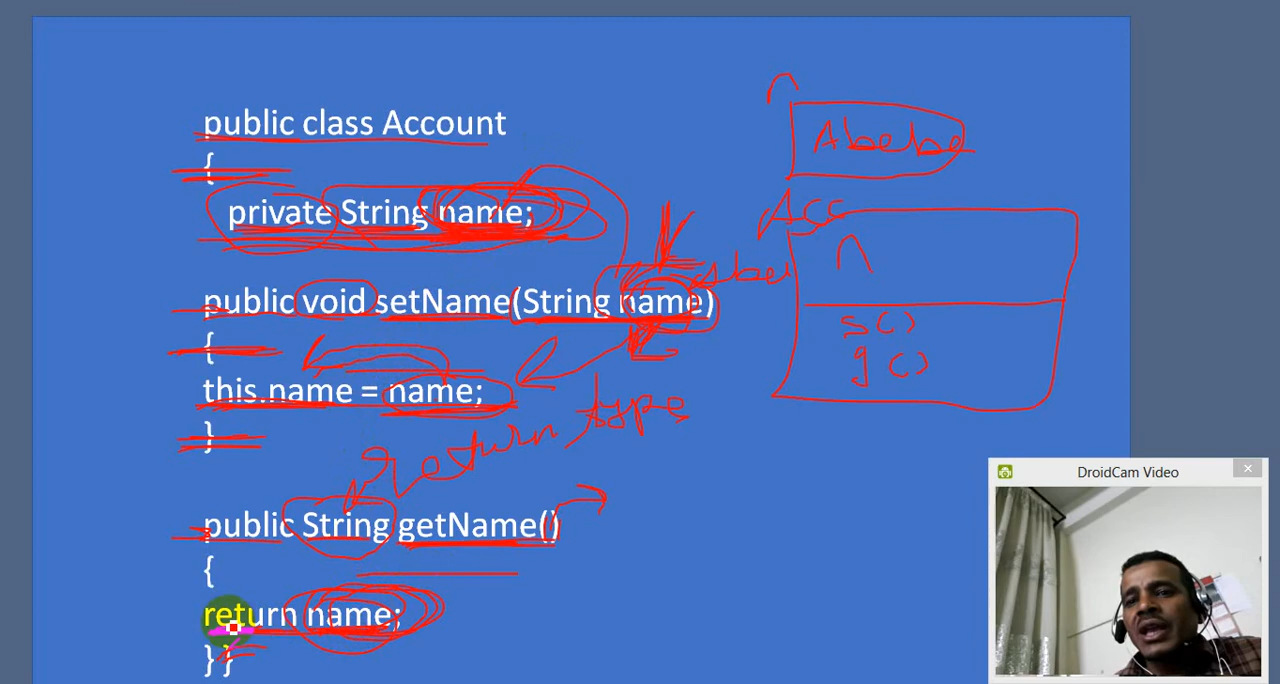 public class Account
{
private String name;
public void setName(String name)
{
this.name = name;
}
public String getName()
{
return name;
} }
return type
Abebe
Acc
n
s()
g()
DroidCam Video